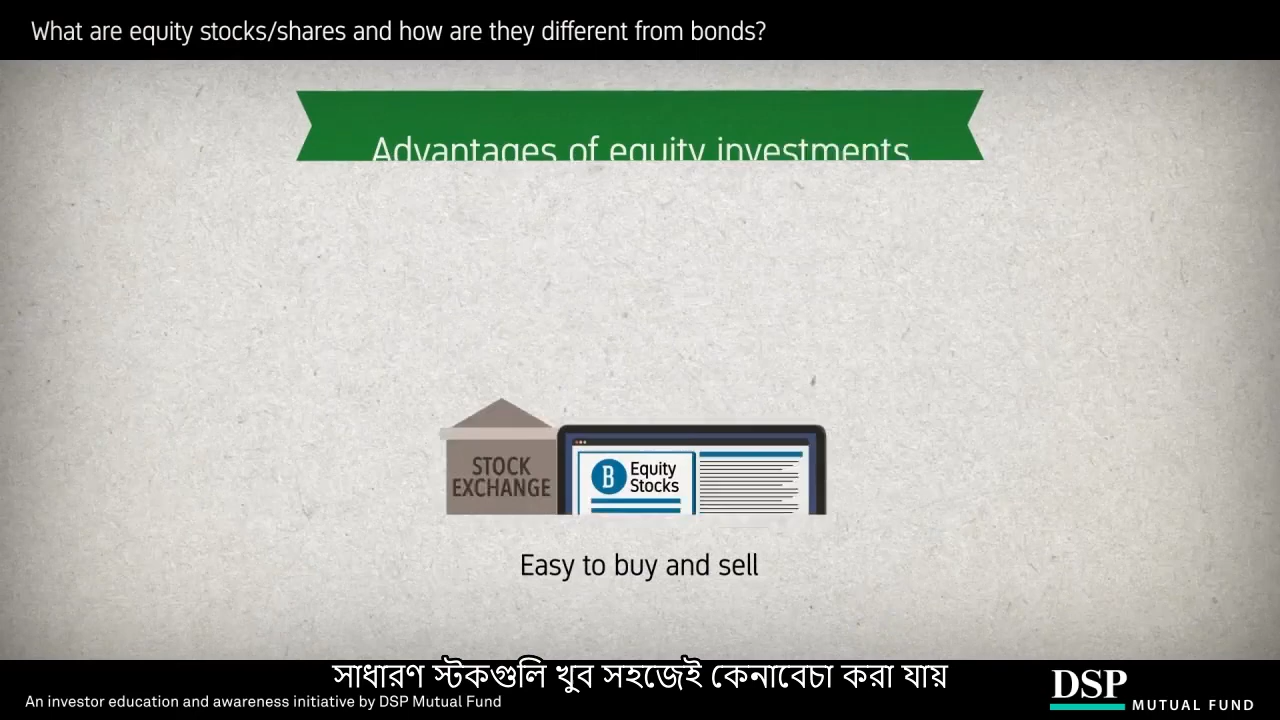 What are equity stocks/shares and how are they different from bonds?
Advantages of equity investments
STOCK
EXCHANGE
B
Equity
Stocks
Easy to buy and sell
সাধারণ স্টকগুলি খুব সহজেই কেনাবেচা করা যায়
An investor education and awareness initiative by DSP Mutual Fund
DSP
MUTUAL FUND